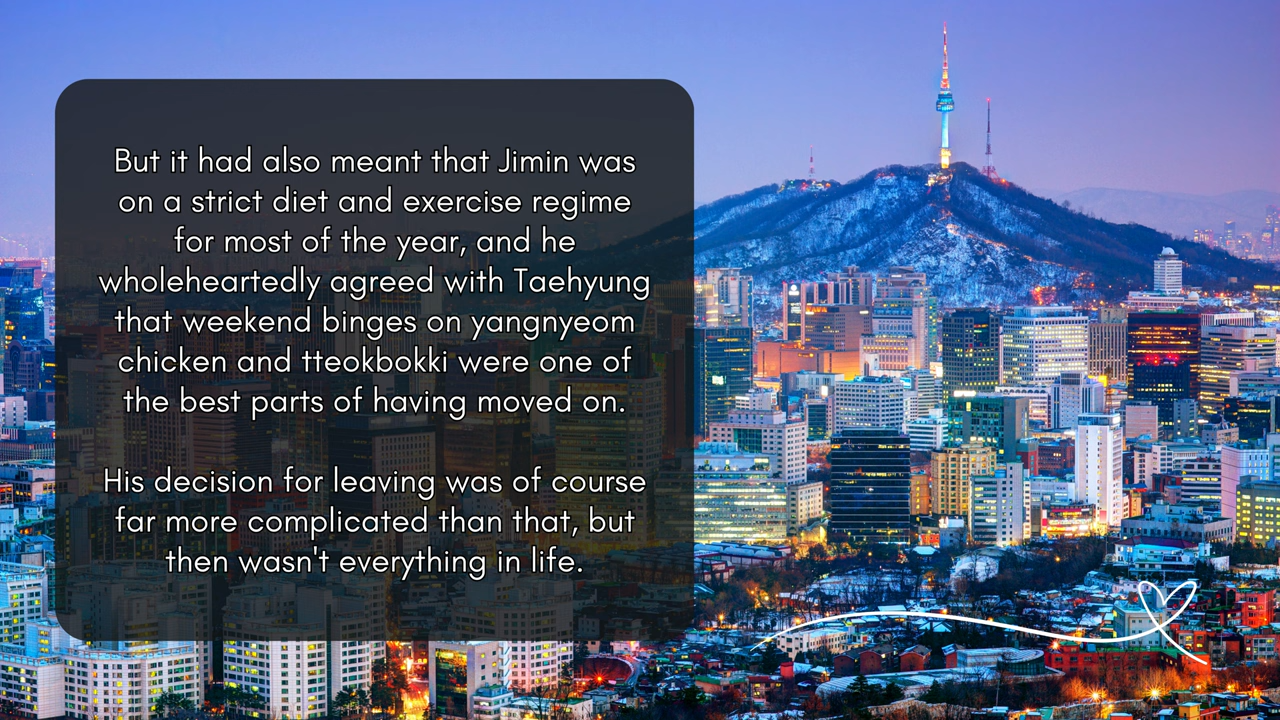 But it had also meant that Jimin was
on a strict diet and exercise regime
for most of the year, and he
wholeheartedly agreed with Taehyung
that weekend binges on yangnyeom
chicken and tteokbokki were one of
the best parts of having moved on.
His decision for leaving was of course
far more complicated than that, but
then wasn't everything in life.